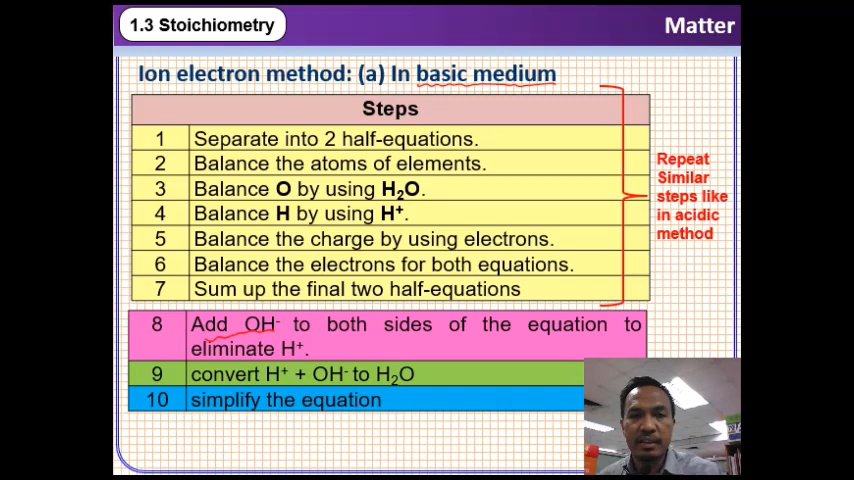 1.3 Stoichiometry
Matter
Ion electron method: (a) In basic medium
Steps
1 Separate into 2 half-equations.
2 Balance the atoms of elements.
3 Balance O by using H₂O.
4 Balance H by using H⁺.
5 Balance the charge by using electrons.
6 Balance the electrons for both equations.
7 Sum up the final two half-equations
Repeat
Similar
steps like
in acidic
method
8 Add OH⁻ to both sides of the equation to
eliminate H⁺.
9 convert H⁺ + OH⁻ to H₂O
10 simplify the equation